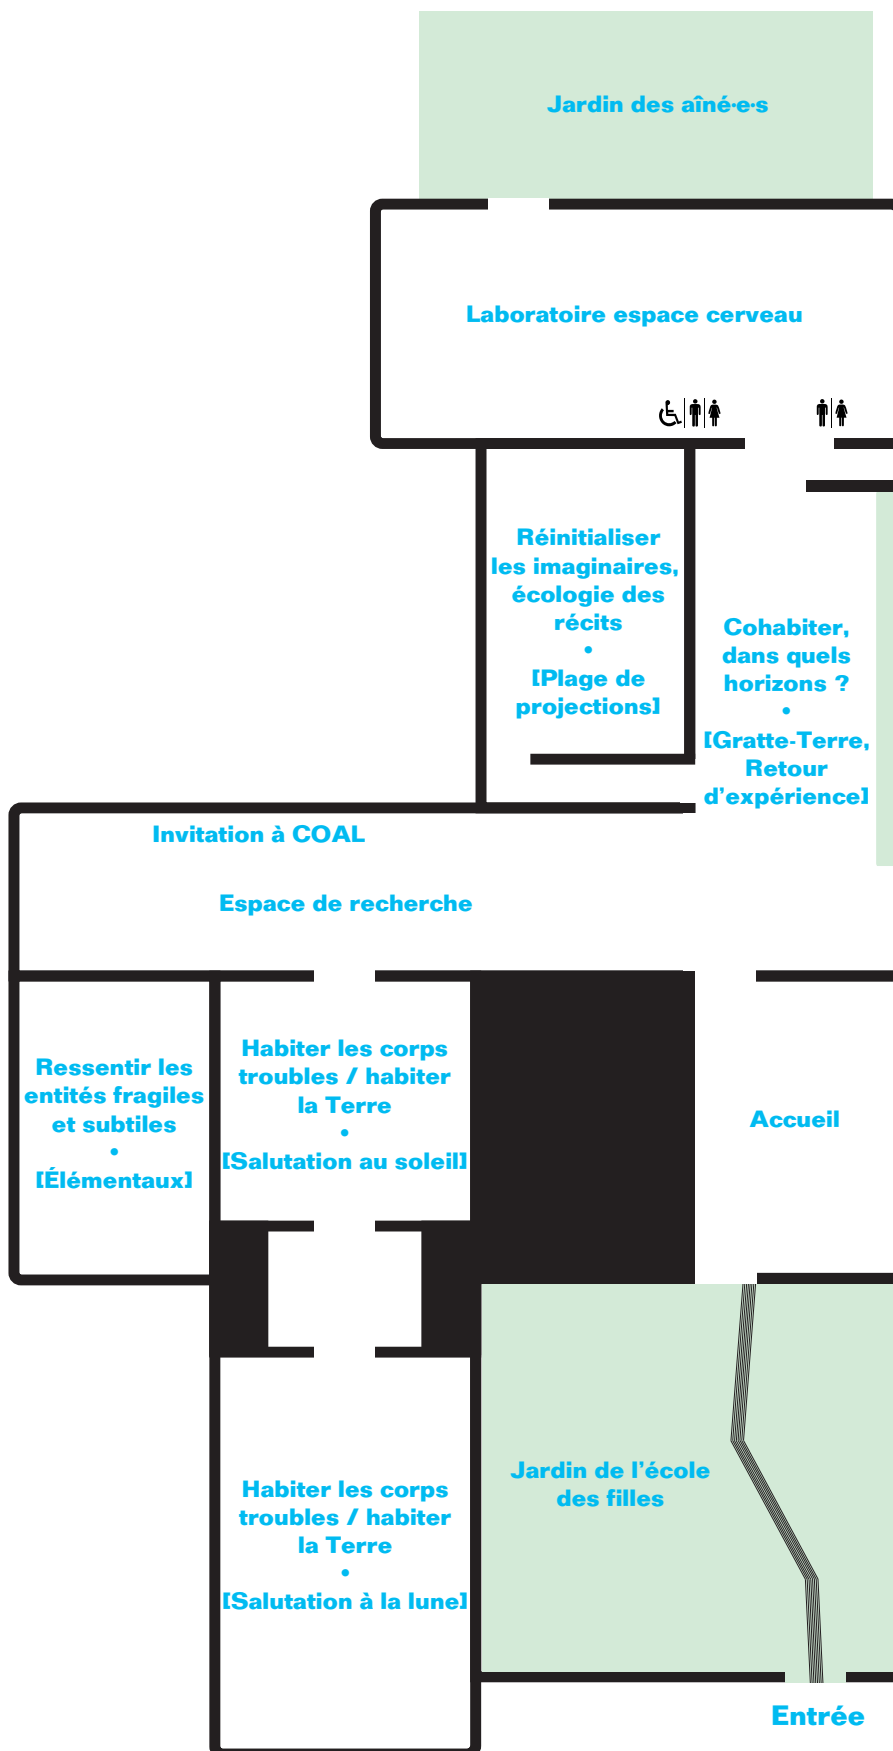 Jardin des aîné·e·s
Laboratoire espace cerveau
Réinitialiser
les imaginaires,
écologie des
récits
•
[Plage de
projections]
Cohabiter,
dans quels
horizons ?
•
[Gratte-Terre,
Retour
d’expérience]
Invitation à COAL
Espace de recherche
Ressentir les
entités fragiles
et subtiles
•
[Élémentaux]
Habiter les corps
troubles / habiter
la Terre
•
[Salutation au soleil]
Accueil
Habiter les corps
troubles / habiter
la Terre
•
[Salutation à la lune]
Jardin de l’école
des filles
Entrée